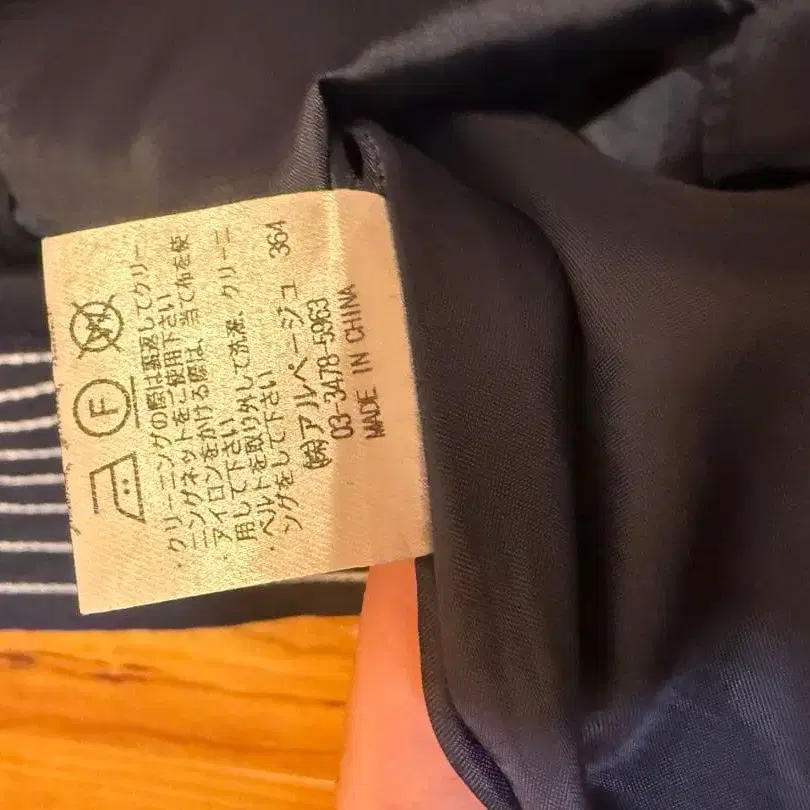 F
W
・クリーニングの際は裏返してクリー
ニングネットをご使用下さい
・アイロンをかける際は、当て布を使
用して下さい
・ベルトを取り外して洗濯、クリーニ
ングをして下さい
364
㈱アルページュ
03-3478-5963
MADE IN CHINA